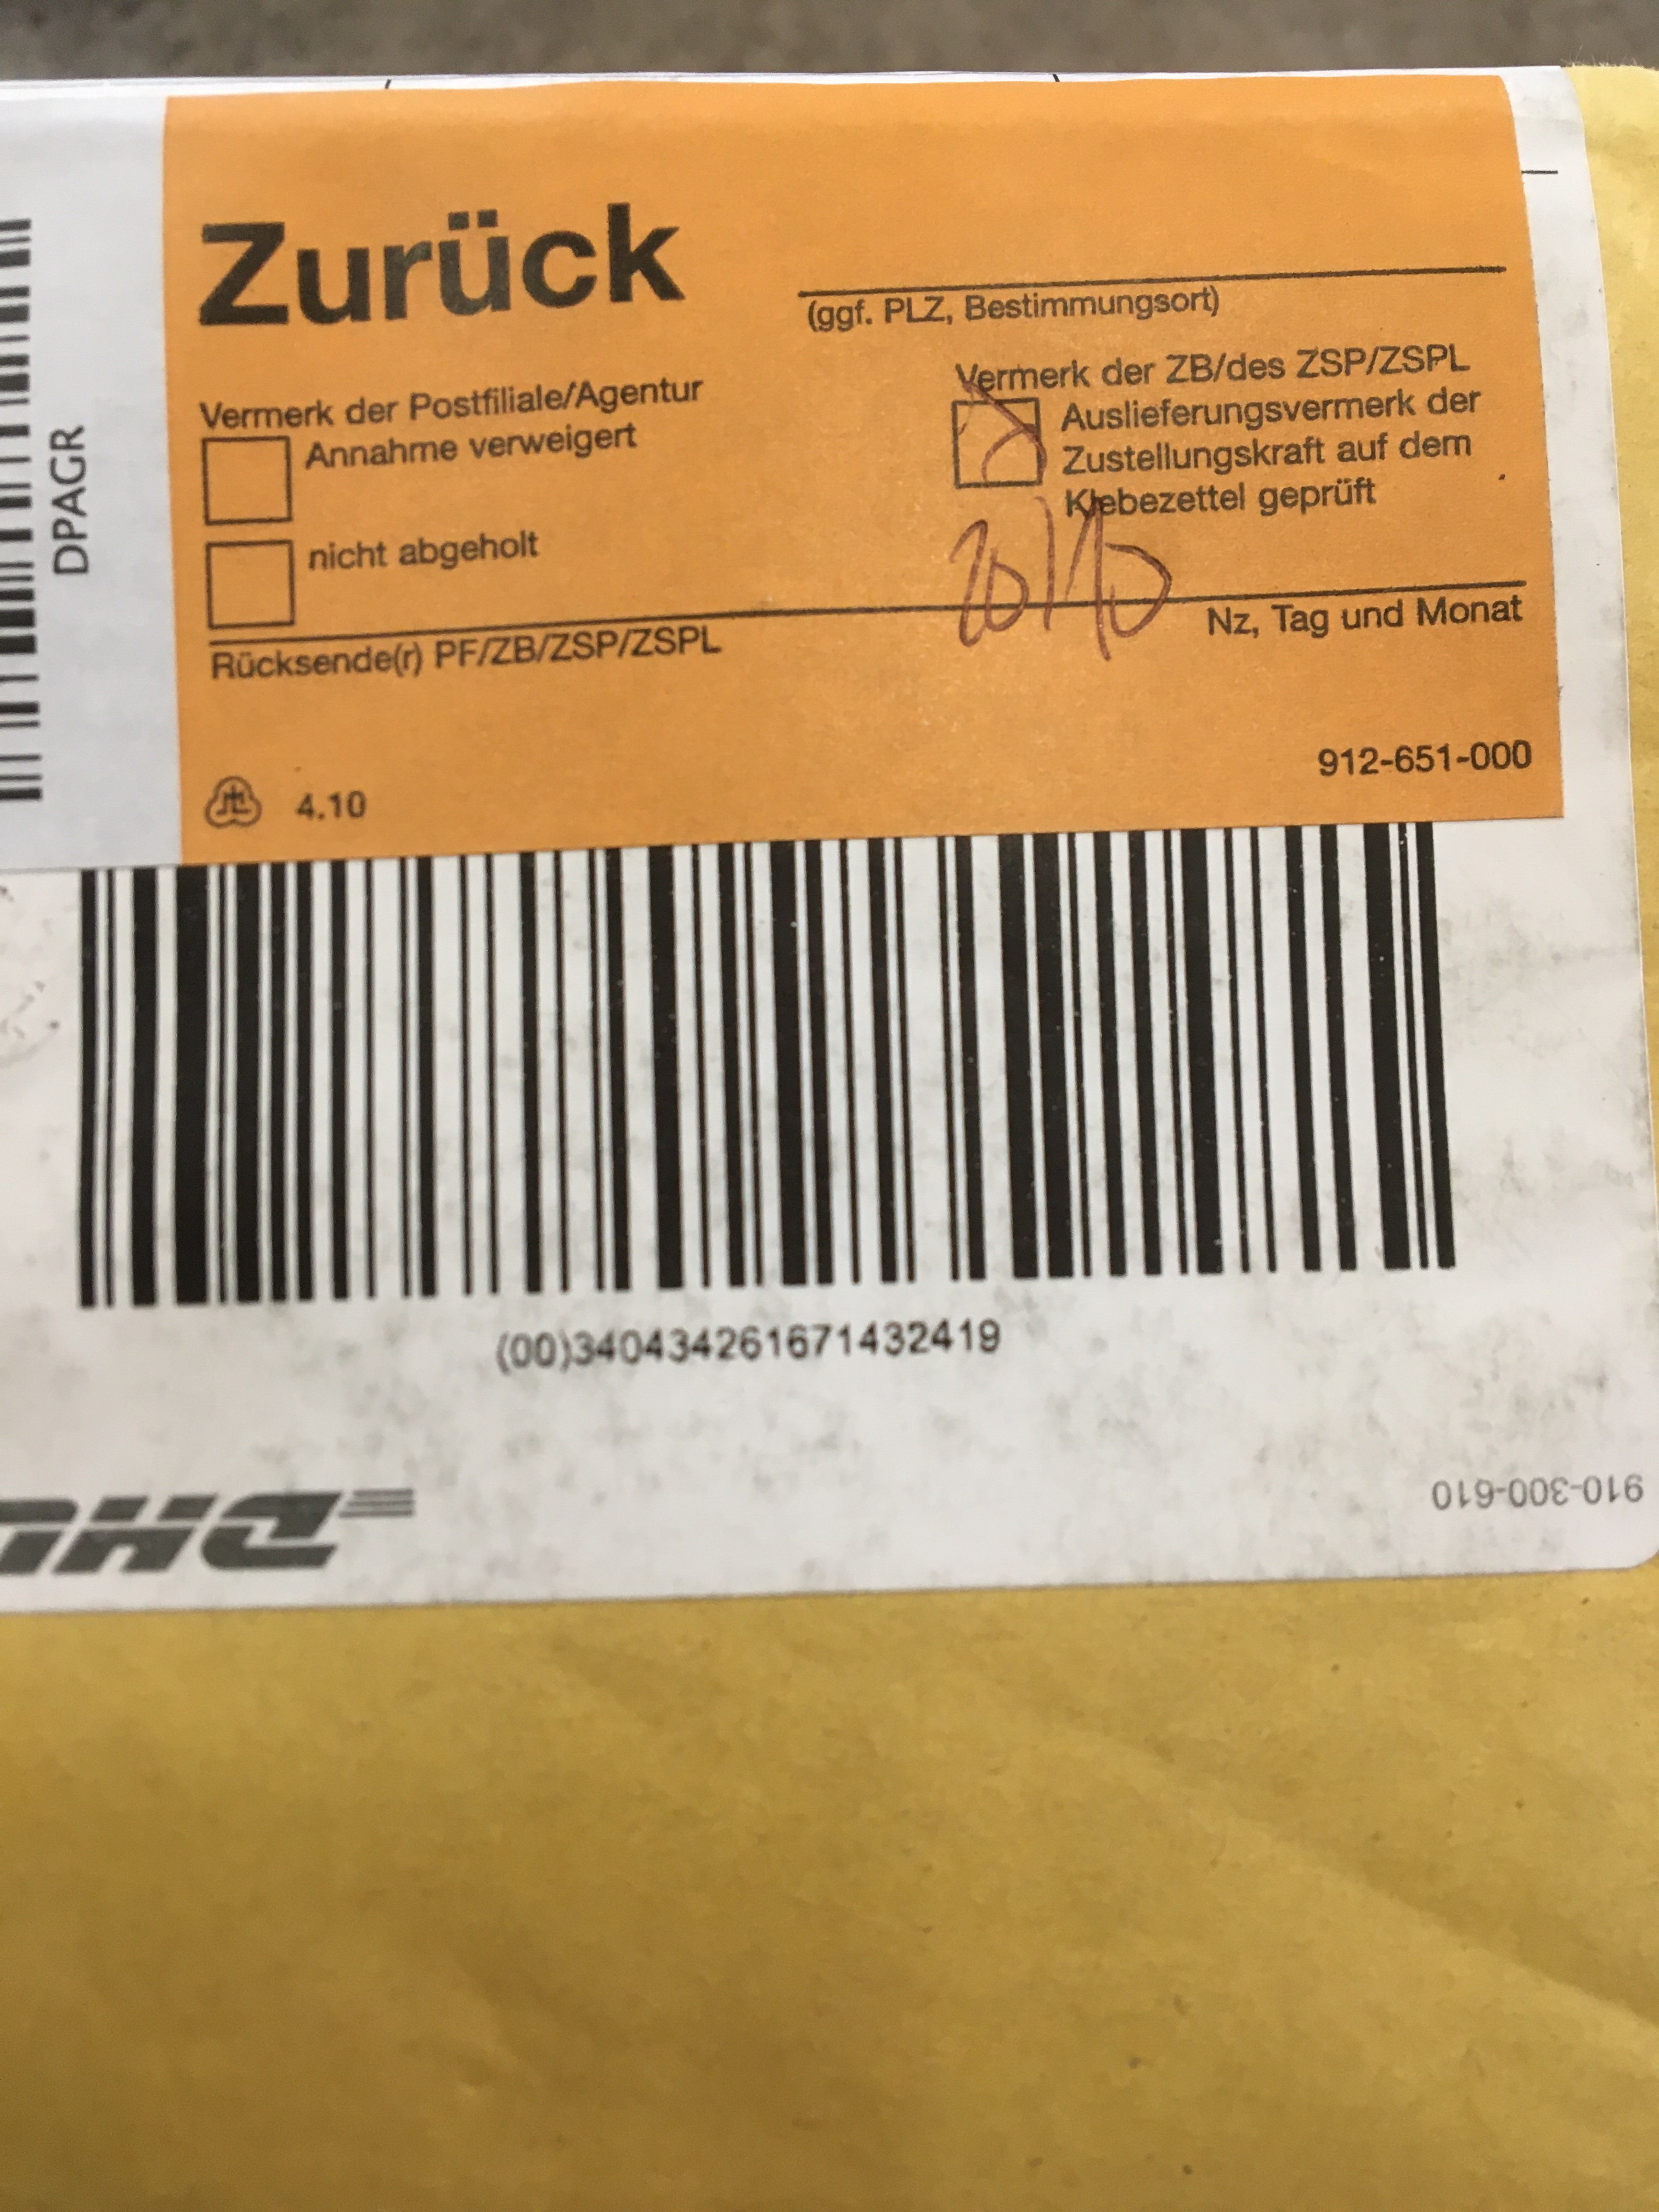 Zurück
(ggf. PLZ, Bestimmungsort)
Vermerk der Postfiliale/Agentur
Annahme verweigert
nicht abgeholt
Vermerk der ZB/des ZSP/ZSPL
Auslieferungsvermerk der
Zustellungskraft auf dem
Klebezettel geprüft
Rücksende(r) PF/ZB/ZSP/ZSPL
Nz, Tag und Monat
4.10
912-651-000
DPAGR
(00)340434261671432419
910-300-610
DHL